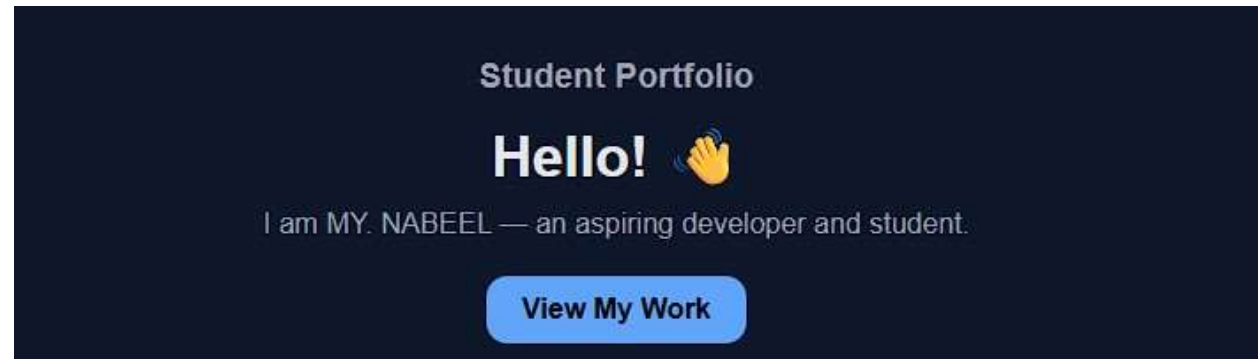 Student Portfolio
Hello! 👋
I am MY. NABEEL — an aspiring developer and student.
View My Work